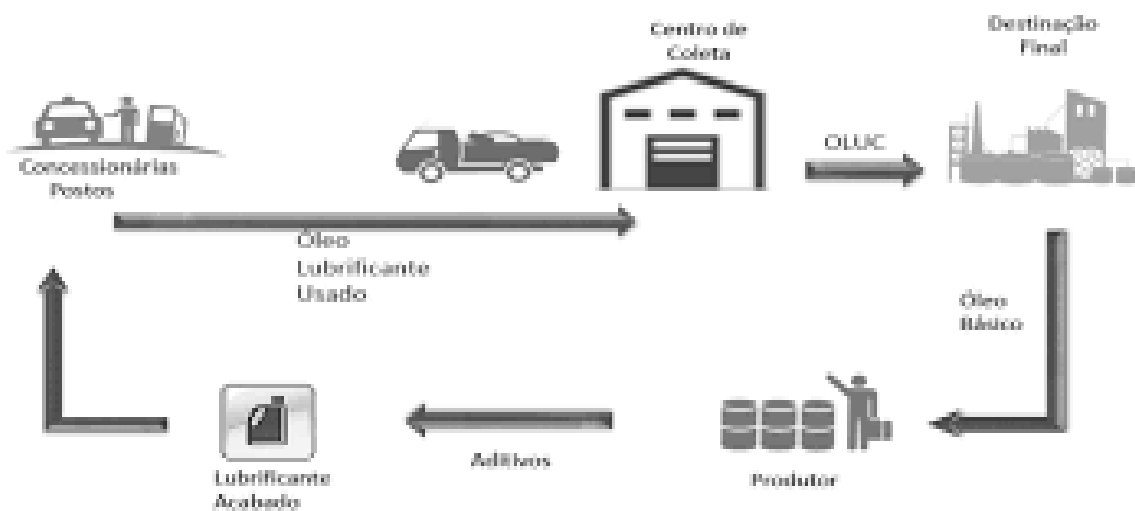 Centro de
Coleta
Destinação
Final
Concessionárias
Postos
OLUC
Óleo
Lubrificante
Usado
Óleo
Básico
Lubrificante
Acabado
Aditivos
Produtor